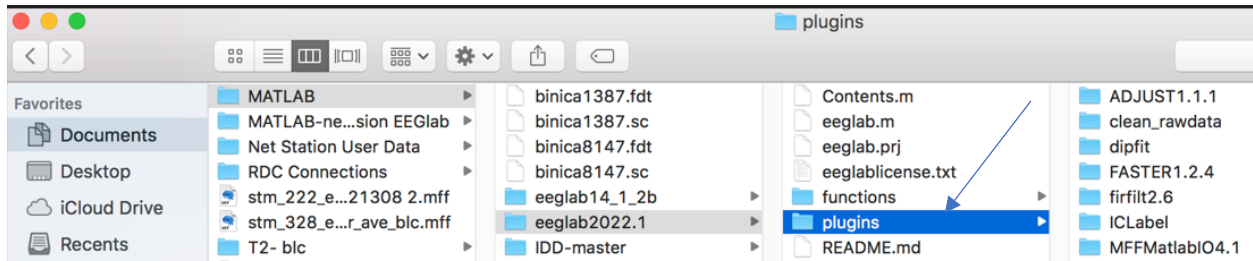 plugins
Favorites
Documents
Desktop
iCloud Drive
Recents
MATLAB
MATLAB-ne...sion EEGlab
Net Station User Data
RDC Connections
stm_222_e...21308 2.mff
stm_328_e...r_ave_blc.mff
T2- blc
binica1387.fdt
binica1387.sc
binica8147.fdt
binica8147.sc
eeglab14_1_2b
eeglab2022.1
IDD-master
Contents.m
eeglab.m
eeglab.prj
eeglablicense.txt
functions
plugins
README.md
ADJUST1.1.1
clean_rawdata
dipfit
FASTER1.2.4
firfilt2.6
ICLabel
MFFMatlabIO4.1